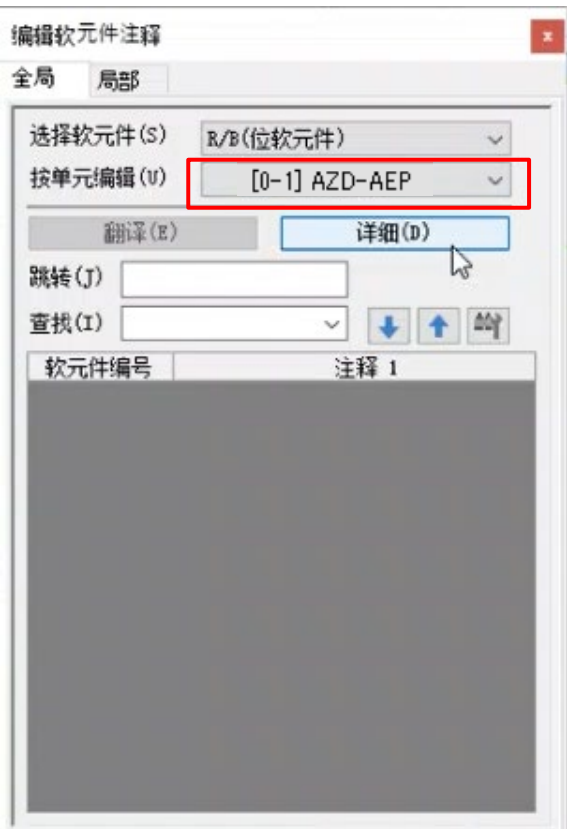 编辑软元件注释
全局 局部
选择软元件(S) R/B(位软元件)
按单元编辑(U) [0-1] AZD-AEP
翻译(E) 详细(D)
跳转(J)
查找(I)
软元件编号 注释 1